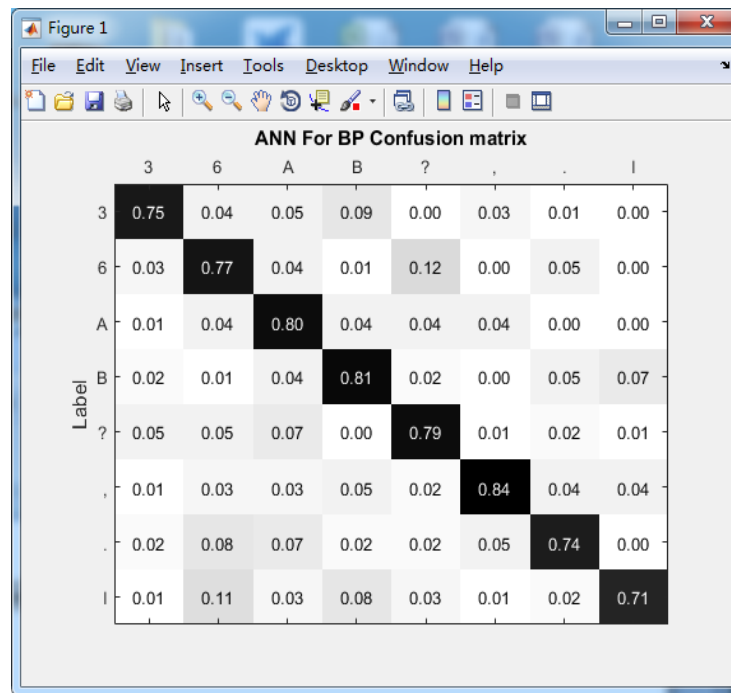 Figure 1
File Edit View Insert Tools Desktop Window Help
ANN For BP Confusion matrix
3 6 A B ? , . I
3 0.75 0.04 0.05 0.09 0.00 0.03 0.01 0.00
6 0.03 0.77 0.04 0.01 0.12 0.00 0.05 0.00
A 0.01 0.04 0.80 0.04 0.04 0.04 0.00 0.00
B 0.02 0.01 0.04 0.81 0.02 0.00 0.05 0.07
Label
? 0.05 0.05 0.07 0.00 0.79 0.01 0.02 0.01
, 0.01 0.03 0.03 0.05 0.02 0.84 0.04 0.04
. 0.02 0.08 0.07 0.02 0.02 0.05 0.74 0.00
I 0.01 0.11 0.03 0.08 0.03 0.01 0.02 0.71